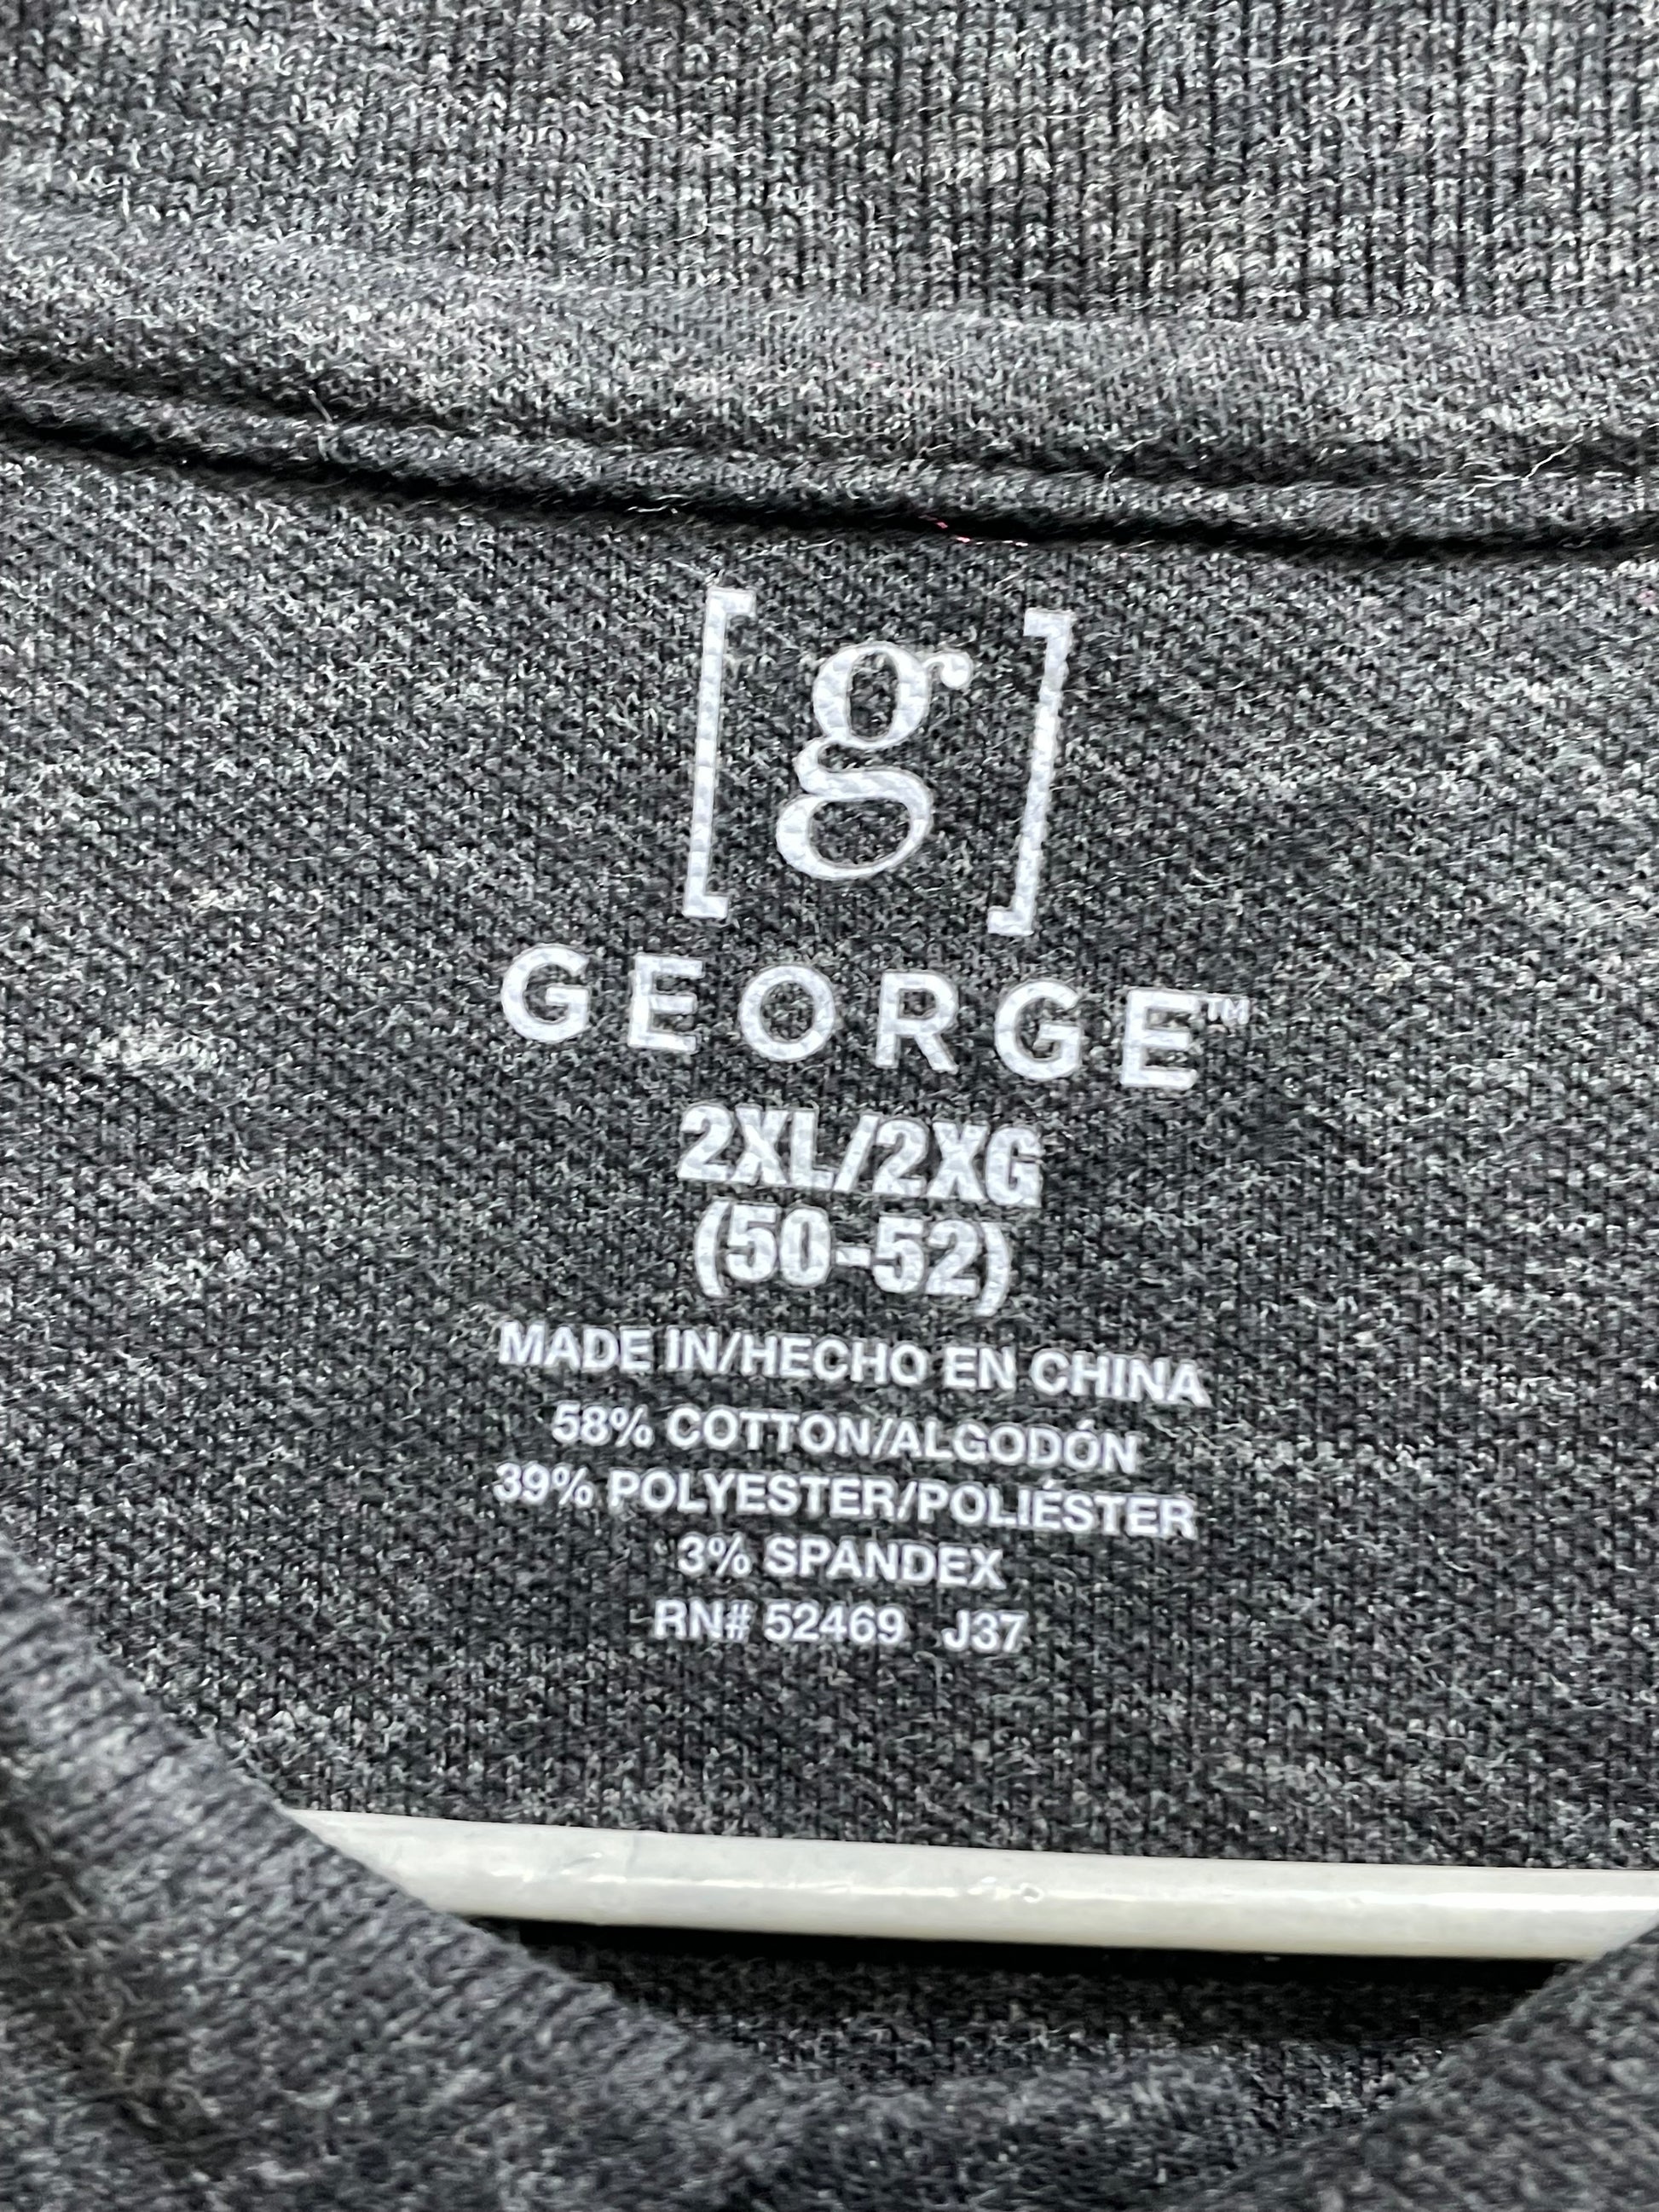 [g]
GEORGE™
2XL/2XG
(50-52)
MADE IN/HECHO EN CHINA
58% COTTON/ALGODÓN
39% POLYESTER/POLIÉSTER
3% SPANDEX
RN# 52469 J37